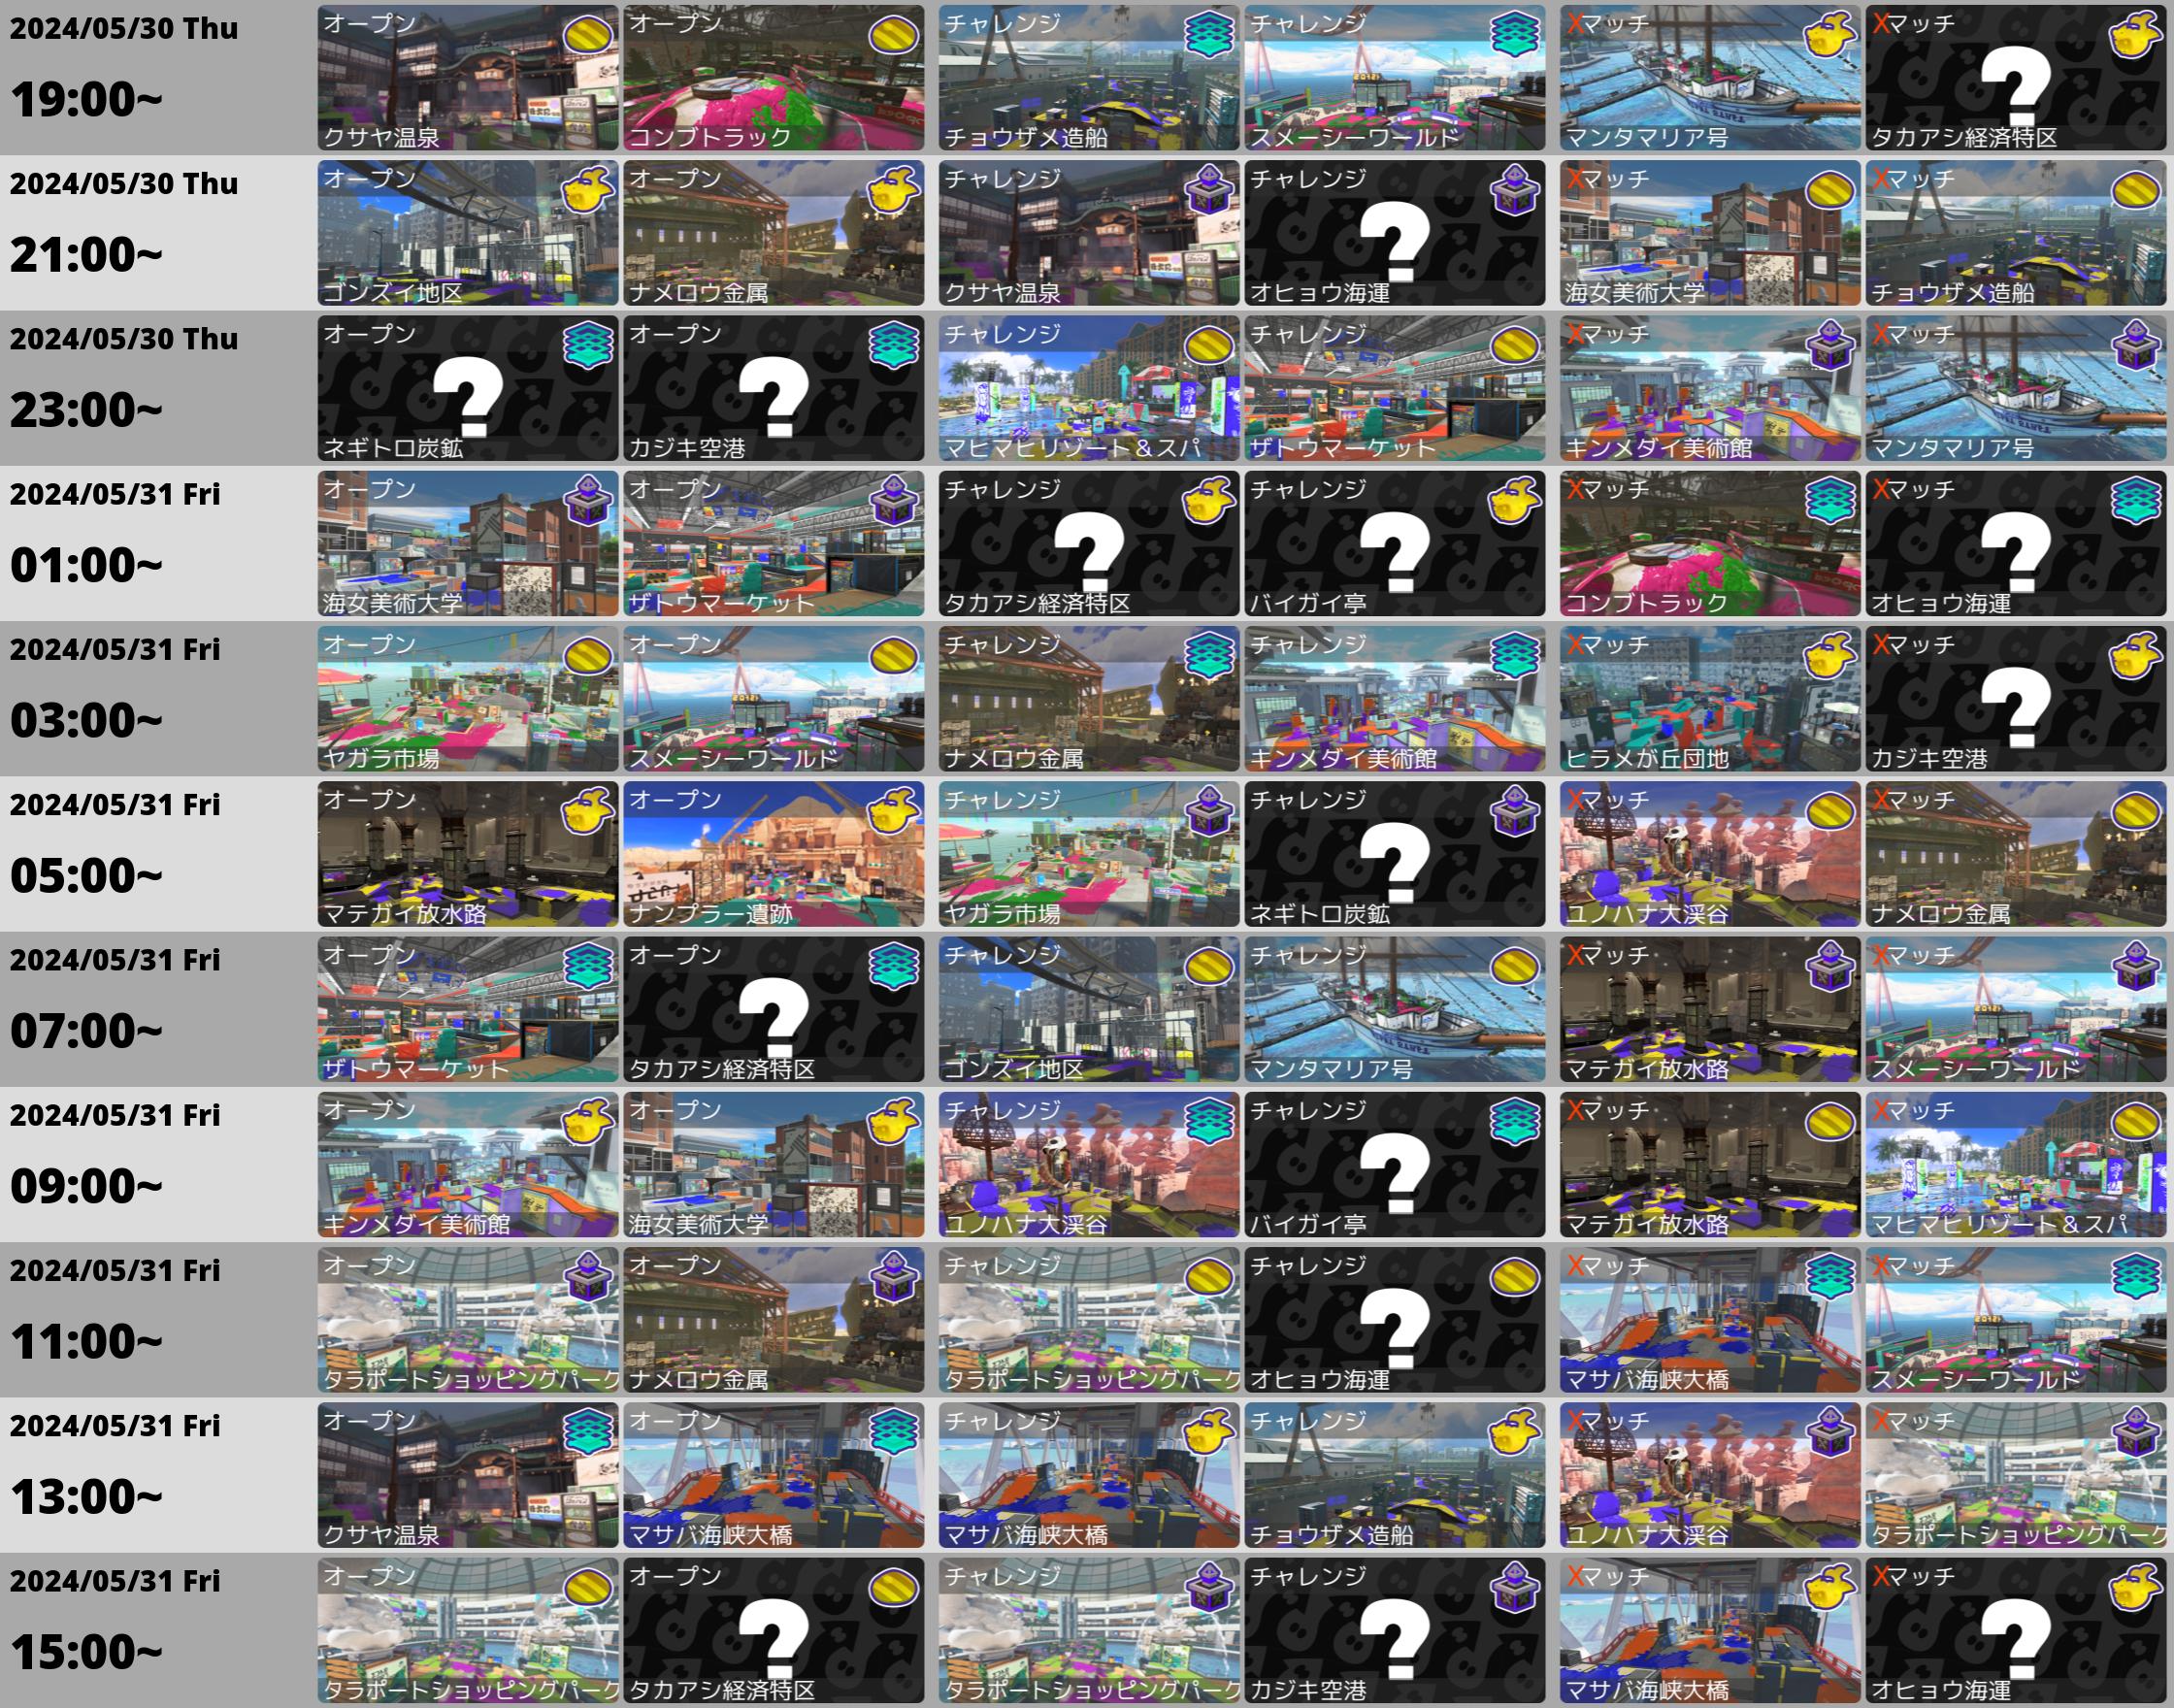 2024/05/30 Thu
19:00~
オープン
クサヤ温泉
オープン
コンブトラック
チャレンジ
チョウザメ造船
チャレンジ
スメーシーワールド
Xマッチ
マンタマリア号
Xマッチ
タカアシ経済特区
2024/05/30 Thu
21:00~
オープン
ゴンズイ地区
オープン
ナメロウ金属
チャレンジ
クサヤ温泉
チャレンジ
オヒョウ海運
Xマッチ
海女美術大学
Xマッチ
チョウザメ造船
2024/05/30 Thu
23:00~
オープン
ネギトロ炭鉱
オープン
カジキ空港
チャレンジ
マヒマヒリゾート＆スパ
チャレンジ
ザトウマーケット
Xマッチ
キンメダイ美術館
Xマッチ
マンタマリア号
2024/05/31 Fri
01:00~
オープン
海女美術大学
オープン
ザトウマーケット
チャレンジ
タカアシ経済特区
チャレンジ
バイガイ亭
Xマッチ
コンブトラック
Xマッチ
オヒョウ海運
2024/05/31 Fri
03:00~
オープン
ヤガラ市場
オープン
スメーシーワールド
チャレンジ
ナメロウ金属
チャレンジ
キンメダイ美術館
Xマッチ
ヒラメが丘団地
Xマッチ
カジキ空港
2024/05/31 Fri
05:00~
オープン
マテガイ放水路
オープン
ナンプラー遺跡
チャレンジ
ヤガラ市場
チャレンジ
ネギトロ炭鉱
Xマッチ
ユノハナ大渓谷
Xマッチ
ナメロウ金属
2024/05/31 Fri
07:00~
オープン
ザトウマーケット
オープン
タカアシ経済特区
チャレンジ
ゴンズイ地区
チャレンジ
マンタマリア号
Xマッチ
マテガイ放水路
Xマッチ
スメーシーワールド
2024/05/31 Fri
09:00~
オープン
キンメダイ美術館
オープン
海女美術大学
チャレンジ
ユノハナ大渓谷
チャレンジ
バイガイ亭
Xマッチ
マテガイ放水路
Xマッチ
マヒマヒリゾート＆スパ
2024/05/31 Fri
11:00~
オープン
タラポートショッピングパーク
オープン
ナメロウ金属
チャレンジ
タラポートショッピングパーク
チャレンジ
オヒョウ海運
Xマッチ
マサバ海峡大橋
Xマッチ
スメーシーワールド
2024/05/31 Fri
13:00~
オープン
クサヤ温泉
オープン
マサバ海峡大橋
チャレンジ
マサバ海峡大橋
チャレンジ
チョウザメ造船
Xマッチ
ユノハナ大渓谷
Xマッチ
タラポートショッピングパーク
2024/05/31 Fri
15:00~
オープン
タラポートショッピングパーク
オープン
タカアシ経済特区
チャレンジ
タラポートショッピングパーク
チャレンジ
カジキ空港
Xマッチ
マサバ海峡大橋
Xマッチ
オヒョウ海運